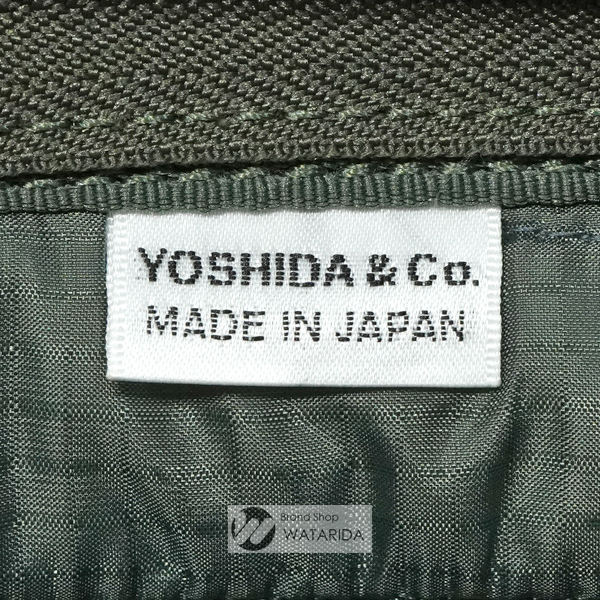 YOSHIDA & Co.
MADE IN JAPAN
Brand Shop
WATARIDA